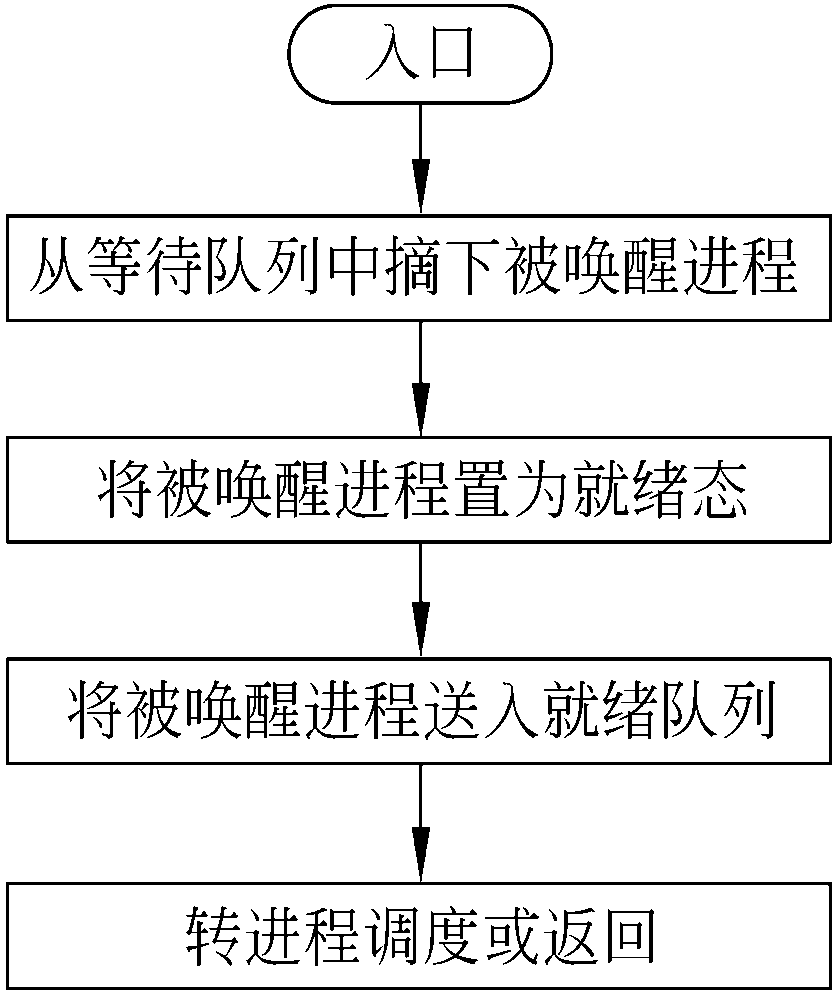 入口
从等待队列中摘下被唤醒进程
将被唤醒进程置为就绪态
将被唤醒进程送入就绪队列
转进程调度或返回